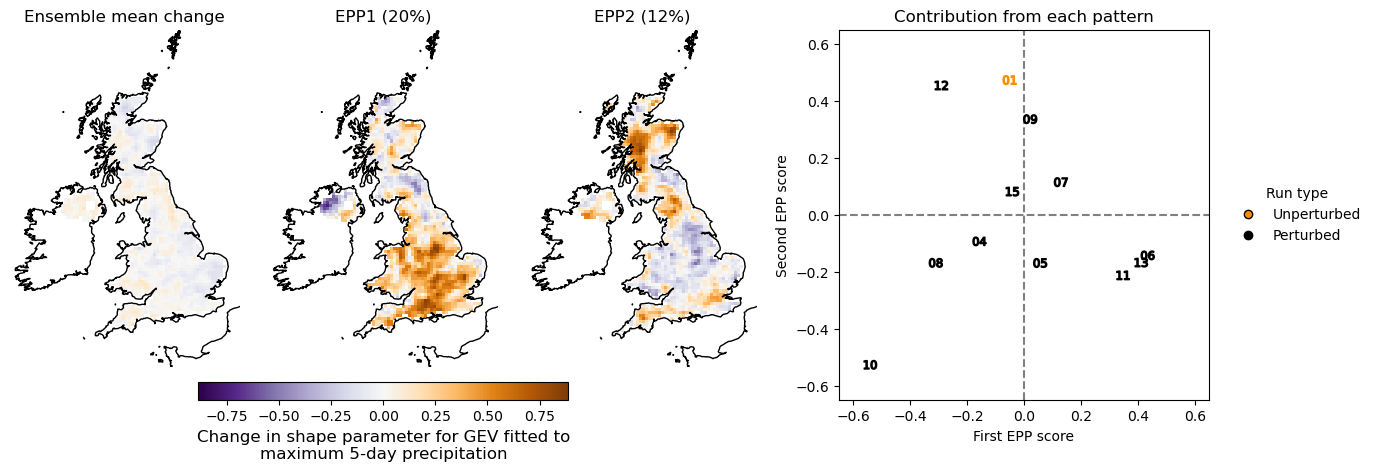 Ensemble mean change
EPP1 (20%)
EPP2 (12%)
Contribution from each pattern
−0.75 −0.50 −0.25 0.00 0.25 0.50 0.75
Change in shape parameter for GEV fitted to
maximum 5-day precipitation
Second EPP score
0.6
0.4
0.2
0.0
−0.2
−0.4
−0.6
01
12
09
07
15
04
08
05
06
13
11
10
−0.6 −0.4 −0.2 0.0 0.2 0.4 0.6
First EPP score
Run type
Unperturbed
Perturbed